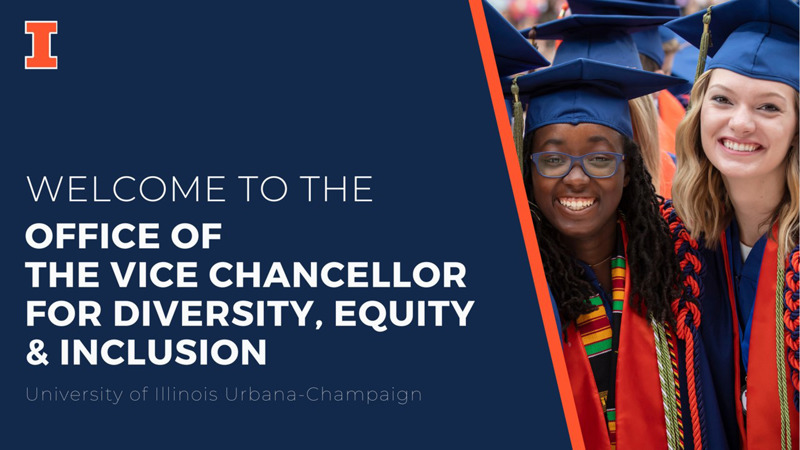 I
WELCOME TO THE
OFFICE OF
THE VICE CHANCELLOR
FOR DIVERSITY, EQUITY
& INCLUSION
University of Illinois Urbana-Champaign